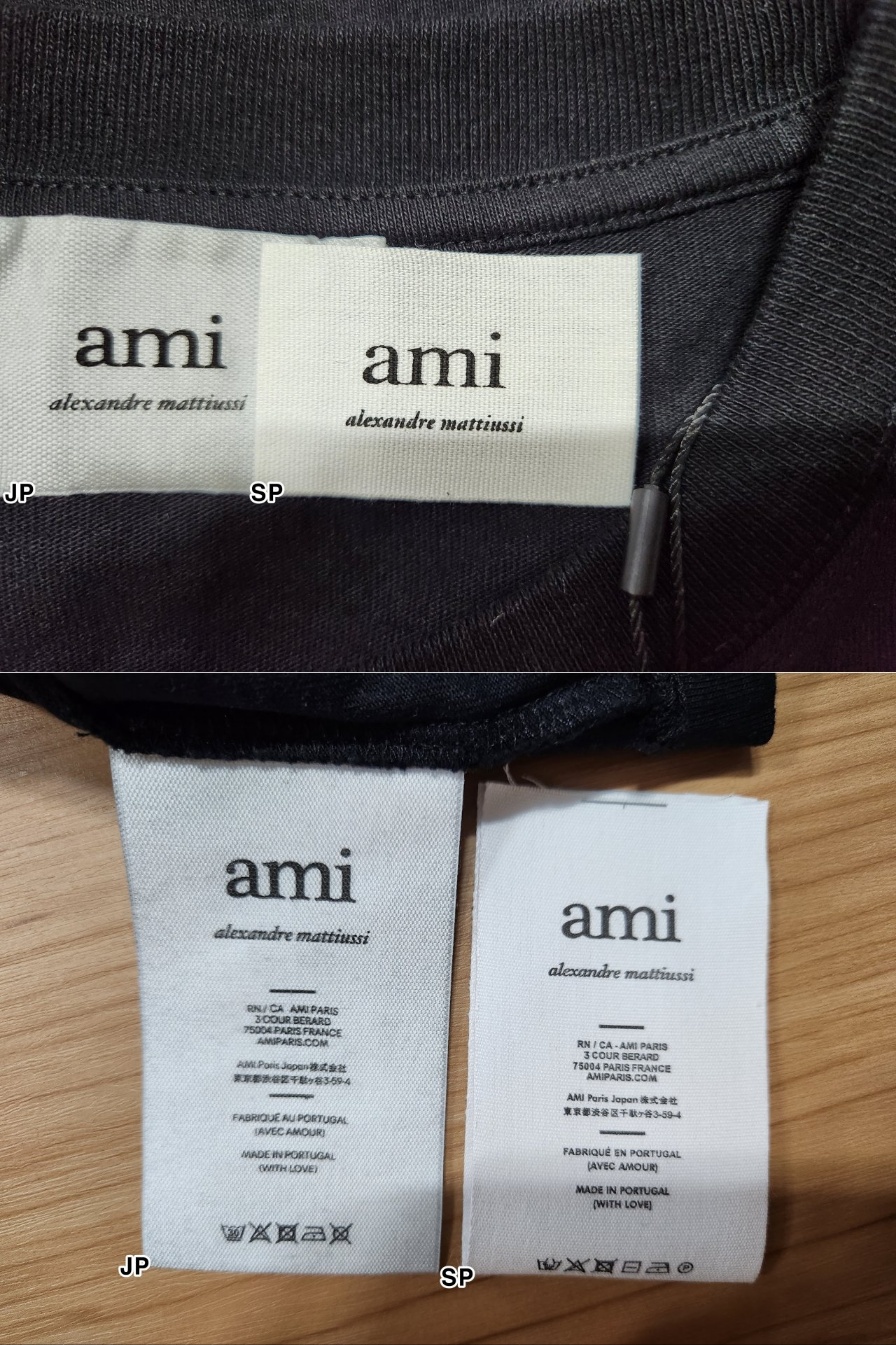 ami
alexandre mattiussi
JP
ami
alexandre mattiussi
SP
ami
alexandre mattiussi
RN / CA AMI PARIS
3 COUR BERARD
75004 PARIS FRANCE
AMIPARIS.COM
AMI Paris Japan 株式会社
東京都渋谷区千駄ヶ谷3-59-4
FABRIQUÉ AU PORTUGAL
(AVEC AMOUR)
MADE IN PORTUGAL
(WITH LOVE)
30
JP
ami
alexandre mattiussi
RN / CA - AMI PARIS
3 COUR BERARD
75004 PARIS FRANCE
AMIPARIS.COM
AMI Paris Japan 株式会社
東京都渋谷区千駄ヶ谷3-59-4
FABRIQUÉ EN PORTUGAL
(AVEC AMOUR)
MADE IN PORTUGAL
(WITH LOVE)
P
SP